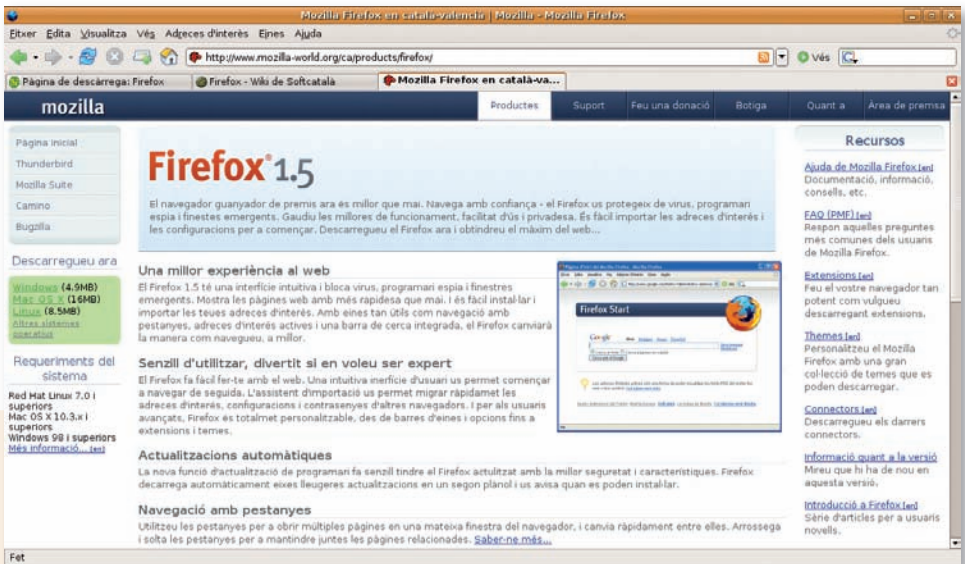 Mozilla Firefox en català-valencià | Mozilla - Mozilla Firefox
Fitxer Edita Visualitza Vés Adreces d'interès Eines Ajuda
http://www.mozilla-world.org/ca/products/firefox/
Vés
Pàgina de descàrrega: Firefox
Firefox - Wiki de Softcatalà
Mozilla Firefox en català-va...
mozilla
Productes Suport Feu una donació Botiga Quant a Àrea de premsa
Pàgina inicial
Thunderbird
Mozilla Suite
Camino
Bugzilla
Descarregueu ara
Windows (4.9MB)
Mac OS X (16MB)
Linux (8.5MB)
Altres sistemes
operatius
Requeriments del
sistema
Red Hat Linux 7.0 i
superiors
Mac OS X 10.3.x i
superiors
Windows 98 i superiors
Més informació... [en]
Firefox® 1.5
El navegador guanyador de premis ara és millor que mai. Navega amb confiança - el Firefox us protegeix de virus, programari
espia i finestes emergents. Gaudiu les millores de funcionament, facilitat d'ús i privadesa. És fàcil importar les adreces d'interés i
les configuracions per a començar. Descarregueu el Firefox ara i obtindreu el màxim del web...
Una millor experiència al web
El Firefox 1.5 té una interfície intuitiva i bloca virus, programari espia i finestes
emergents. Mostra les pàgines web amb més rapidesa que mai. I és fàcil instal·lar i
importar les teues adreces d'interés. Amb eines tan útils com navegació amb
pestanyes, adreces d'interés actives i una barra de cerca integrada, el Firefox canviarà
la manera com navegueu, a millor.
Senzill d'utilitzar, divertit si en voleu ser expert
El Firefox fa fàcil fer-te amb el web. Una intuitiva inerfície d'usuari us permet començar
a navegar de seguida. L'assistent d'importació us permet migrar ràpidamet les
adreces d'interés, configuracions i contrasenyes d'altres navegadors. I per als usuaris
avançats, Firefox és totalmet personalitzable, des de barres d'eines i opcions fins a
extensions i temes.
Firefox Start
Google
Actualitzacions automàtiques
La nova funció d'actualització de programari fa senzill tindre el Firefox actulitzat amb la millor seguretat i característiques. Firefox
decarrega automàticament eixes lleugeres actualitzacions en un segon plànol i us avisa quan es poden instal·lar.
Navegació amb pestanyes
Utilitzeu les pestanyes per a obrir múltiples pàgines en una mateixa finestra del navegador, i canvia ràpidament entre elles. Arrossega
i solta les pestanyes per a mantindre juntes les pàgines relacionades. Saber-ne més...
Recursos
Ajuda de Mozilla Firefox [en]
Documentació, informació,
consells, etc.
FAQ (PMF) [en]
Respon aquelles preguntes
més comunes dels usuaris
de Mozilla Firefox.
Extensions [en]
Feu el vostre navegador tan
potent com vulgueu
descarregant extensions.
Themes [en]
Personalitzeu el Mozilla
Firefox amb una gran
col·lecció de temes que es
poden descarregar.
Connectors [en]
Descarregueu els darrers
connectors.
Informació quant a la versió
Mireu que hi ha de nou en
aquesta versió.
Introducció a Firefox [en]
Sèrie d'articles per a usuaris
novells.
Fet